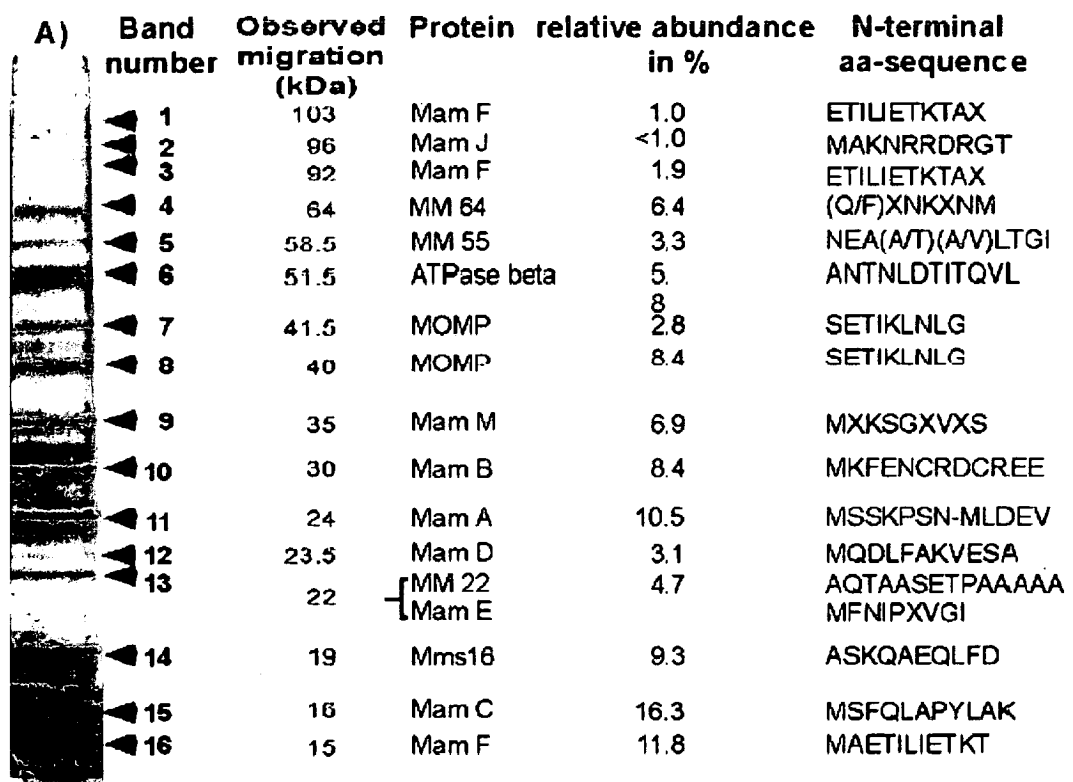 A) Band number Observed migration (kDa) Protein relative abundance in % N-terminal aa-sequence
1 103 Mam F 1.0 ETILIETKTAX
2 96 Mam J <1.0 MAKNRRDRGT
3 92 Mam F 1.9 ETILIETKTAX
4 64 MM 64 6.4 (Q/F)XNKXNM
5 58.5 MM 55 3.3 NEA(A/T)(A/V)LTGI
6 51.5 ATPase beta 5. 8 ANTNLDTITQVL
7 41.5 MOMP 2.8 SETIKLNLG
8 40 MOMP 8.4 SETIKLNLG
9 35 Mam M 6.9 MXKSGXVXS
10 30 Mam B 8.4 MKFENCRDCREE
11 24 Mam A 10.5 MSSKPSN-MLDEV
12 23.5 Mam D 3.1 MQDLFAKVESA
13 22 MM 22 4.7 AQTAASETPAAAAA
Mam E MFNIPXVGI
14 19 Mms16 9.3 ASKQAEQLFD
15 16 Mam C 16.3 MSFQLAPYLAK
16 15 Mam F 11.8 MAETILIETKT